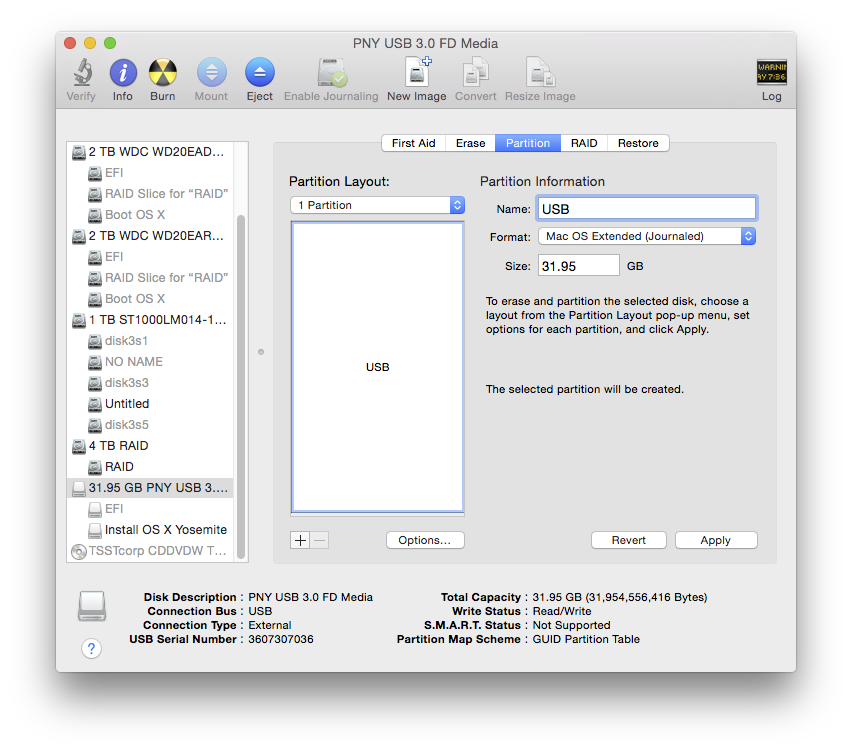 PNY USB 3.0 FD Media
WARNIN
AY 7:36
Verify
Info
Burn
Mount
Eject
Enable Journaling
New Image
Convert
Resize Image
Log
2 TB WDC WD20EAD…
EFI
RAID Slice for “RAID”
Boot OS X
2 TB WDC WD20EAR…
EFI
RAID Slice for “RAID”
Boot OS X
1 TB ST1000LM014-1…
disk3s1
NO NAME
disk3s3
Untitled
disk3s5
4 TB RAID
RAID
31.95 GB PNY USB 3.…
EFI
Install OS X Yosemite
TSSTcorp CDDVDW T…
First Aid
Erase
Partition
RAID
Restore
Partition Layout:
1 Partition
USB
Options…
Partition Information
Name: USB
Format: Mac OS Extended (Journaled)
Size: 31.95 GB
To erase and partition the selected disk, choose a
layout from the Partition Layout pop-up menu, set
options for each partition, and click Apply.
The selected partition will be created.
Revert
Apply
Disk Description : PNY USB 3.0 FD Media
Connection Bus : USB
Connection Type : External
USB Serial Number : 3607307036
Total Capacity : 31.95 GB (31,954,556,416 Bytes)
Write Status : Read/Write
S.M.A.R.T. Status : Not Supported
Partition Map Scheme : GUID Partition Table
?